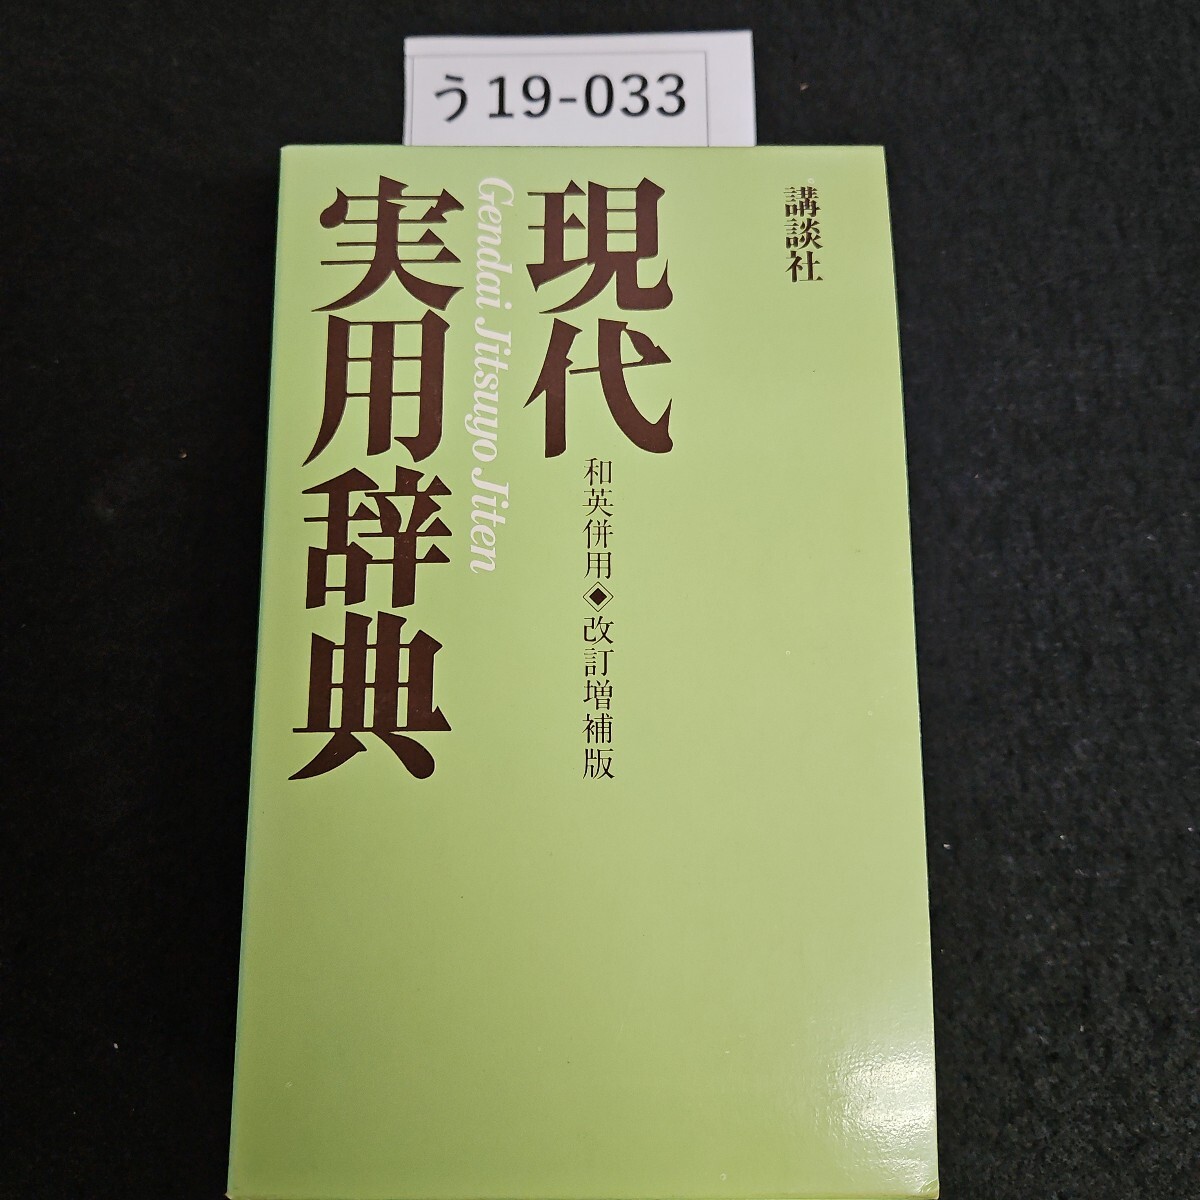 う19-033
講談社
現代
和英併用◈改訂増補版
Gendai Jitsuyo Jiten
実用辞典